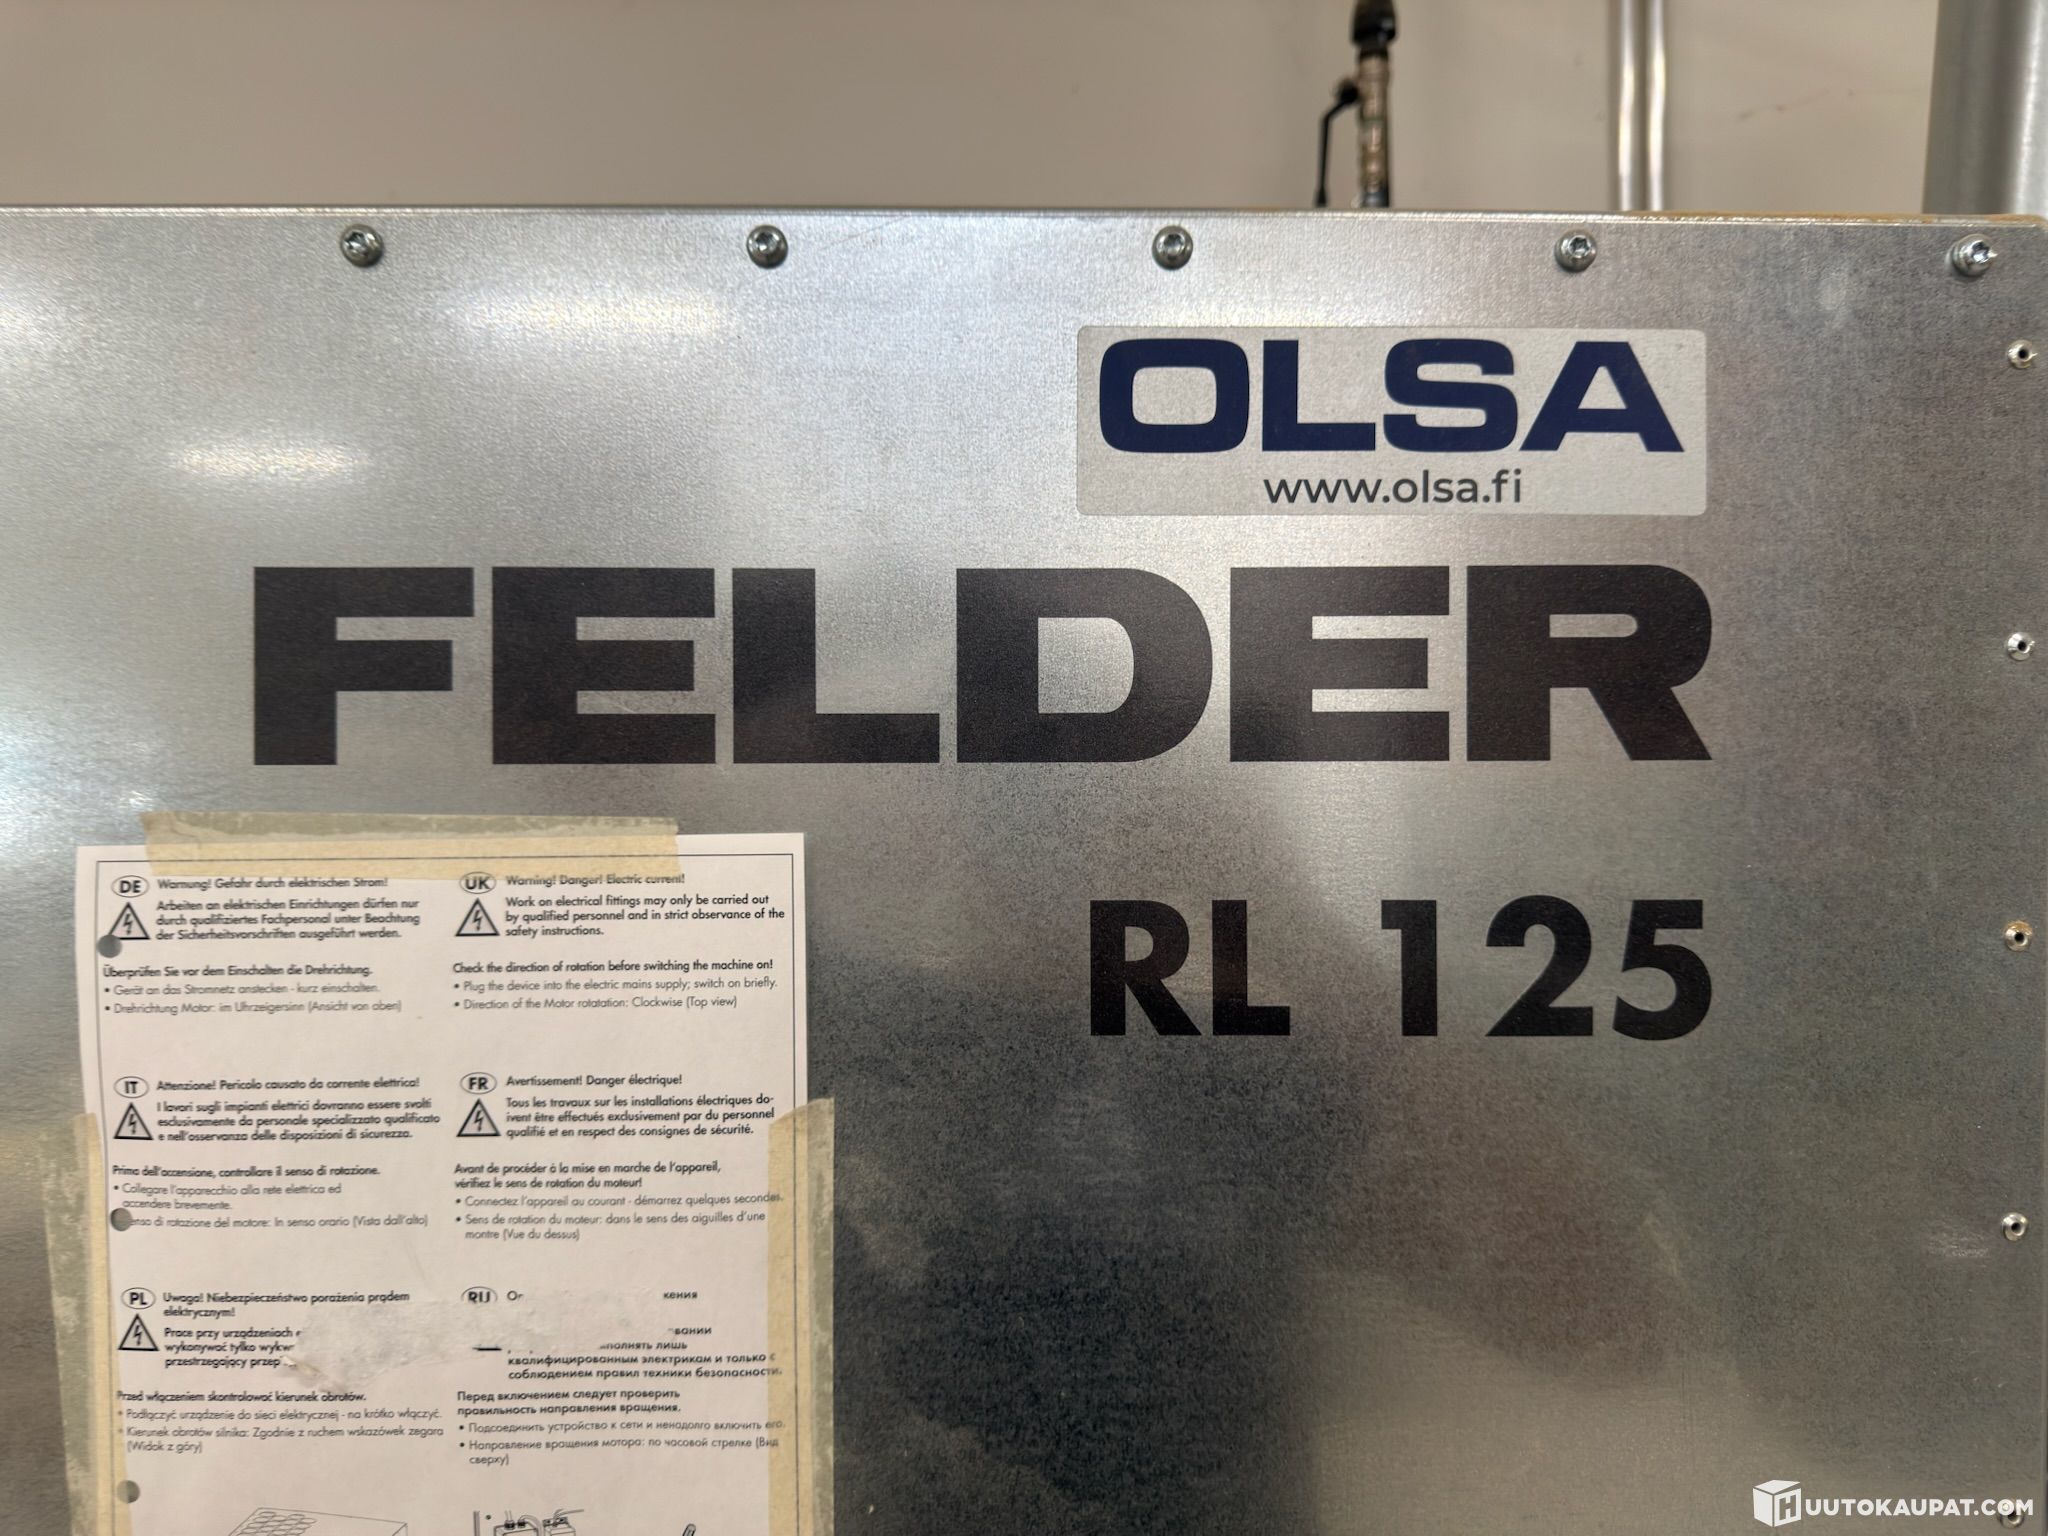 OLSA
www.olsa.fi
FELDER
RL 125
DE Warnung! Gefahr durch elektrischen Strom!
Arbeiten an elektrischen Einrichtungen dürfen nur
durch qualifiziertes Fachpersonal unter Beachtung
der Sicherheitsvorschriften ausgeführt werden.
Überprüfen Sie vor dem Einschalten die Drehrichtung.
• Gerät an das Stromnetz anstecken - kurz einschalten.
• Drehrichtung Motor: im Uhrzeigersinn (Ansicht von oben)
UK Warning! Danger! Electric current!
Work on electrical fittings may only be carried out
by qualified personnel and in strict observance of the
safety instructions.
Check the direction of rotation before switching the machine on!
• Plug the device into the electric mains supply; switch on briefly.
• Direction of the Motor rotatation: Clockwise (Top view)
IT Attenzione! Pericolo causato da corrente elettrica!
I lavori sugli impianti elettrici dovranno essere svolti
esclusivamente da personale specializzato qualificato
e nell'osservanza delle disposizioni di sicurezza.
Prima dell'accensione, controllare il senso di rotazione.
• Collegare l'apparecchio alla rete elettrica ed
accendere brevemente.
di rotazione del motore: In senso orario (Vista dall'alto)
FR Avertissement! Danger électrique!
Tous les travaux sur les installations électriques do-
ivent être effectués exclusivement par du personnel
qualifié et en respect des consignes de sécurité.
Avant de procéder à la mise en marche de l'appareil,
vérifiez le sens de rotation du moteur!
• Connectez l'appareil au courant - démarrez quelques secondes.
• Sens de rotation du moteur: dans le sens des aiguilles d'une
montre (Vue du dessus)
PL Uwaga! Niebezpieczeństwo porażenia prądem
elektrycznym!
Prace przy urządzeniach
wykonywać tylko
przestrzegający
Przed włączeniem skontrolować kierunek obrotów.
• Podłączyć urządzenie do sieci elektrycznej - na krótko włączyć.
• Kierunek obrotów silnika: Zgodnie z ruchem wskazówek zegara
(Widok z góry)
RU
лишь
квалифицированным электрикам и только с
соблюдением правил техники безопасности.
Перед включением следует проверить
правильность направления вращения.
• Подсоединить устройство к сети и ненадолго включить его.
• Направление вращения мотора: по часовой стрелке (Вид
сверху)
HUUTOKAUPAT.COM